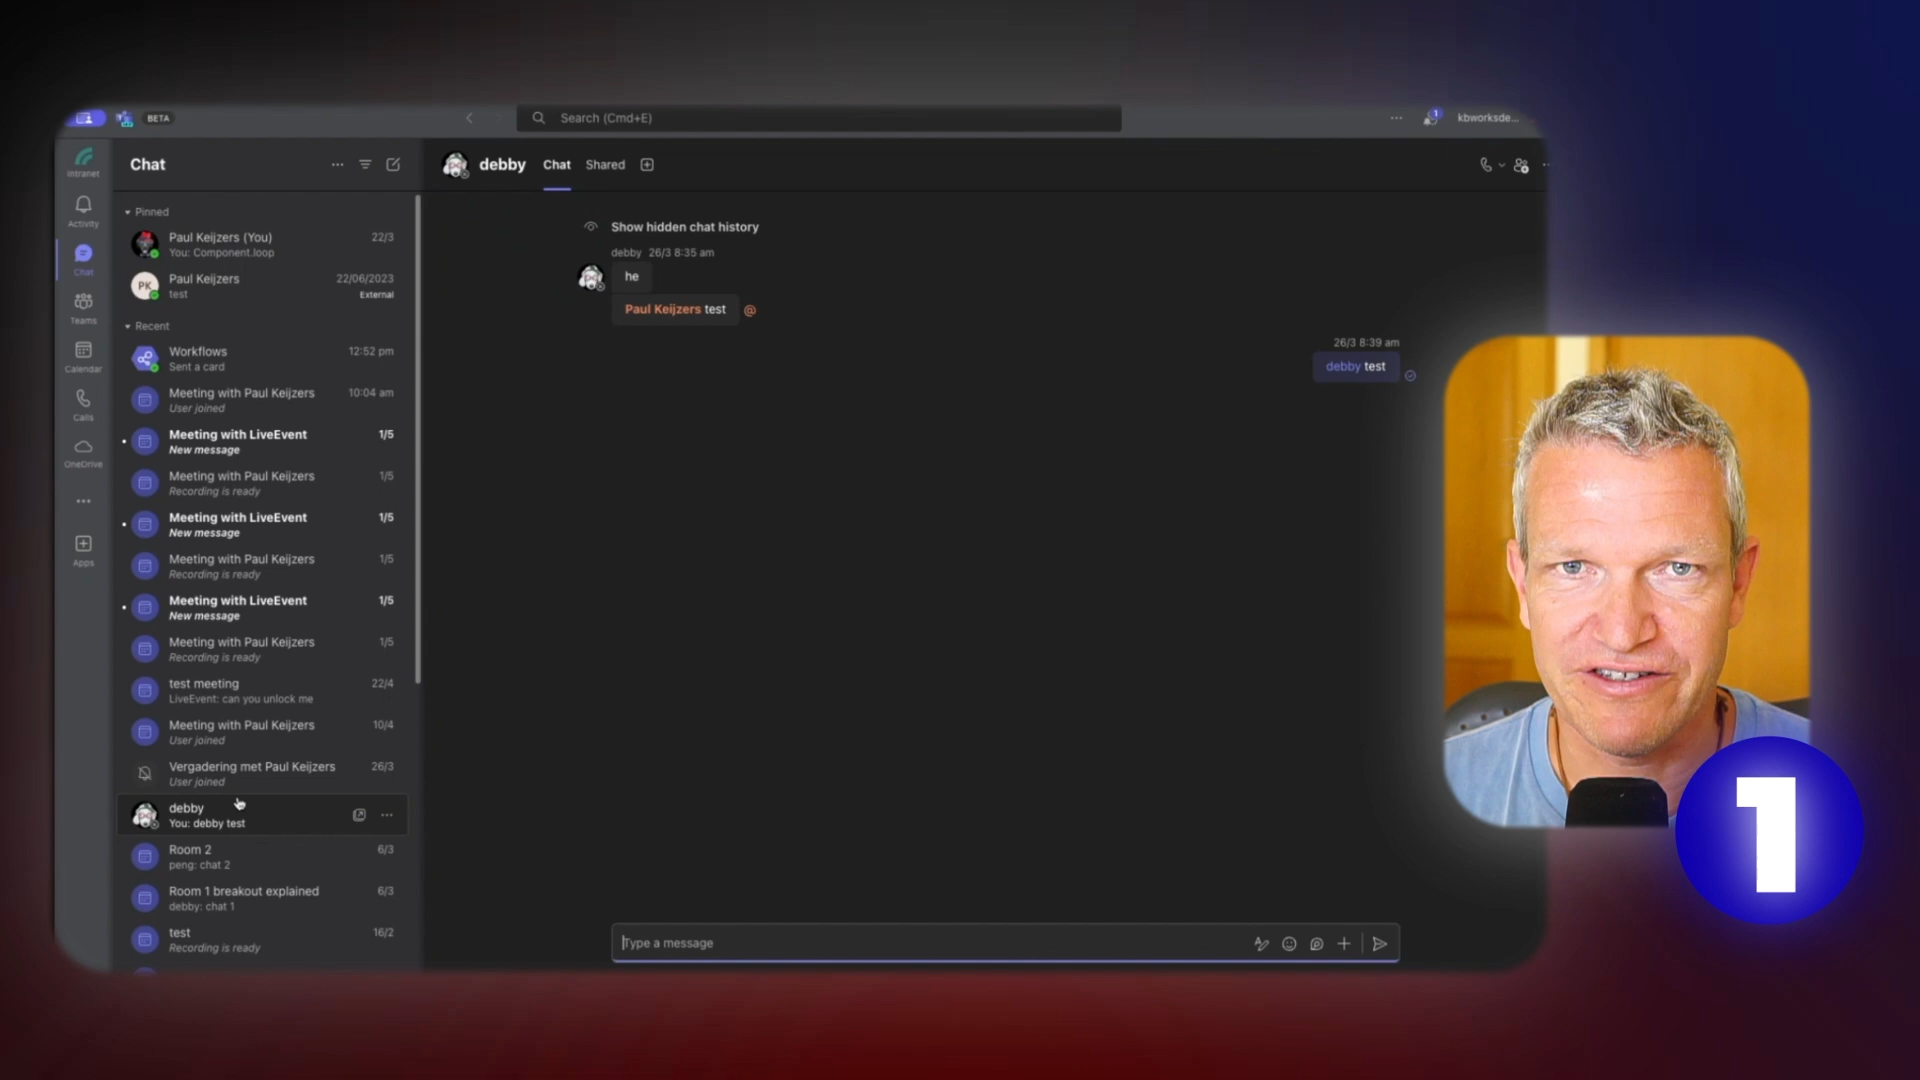 BETA
Search (Cmd+E)
1
kbworksde...
Intranet
Activity
Chat
Teams
Calendar
Calls
OneDrive
Apps
Chat
Pinned
Paul Keijzers (You)
22/3
You: Component.loop
PK
Paul Keijzers
22/06/2023
test
External
Recent
Workflows
12:52 pm
Sent a card
Meeting with Paul Keijzers
10:04 am
User joined
Meeting with LiveEvent
1/5
New message
Meeting with Paul Keijzers
1/5
Recording is ready
Meeting with LiveEvent
1/5
New message
Meeting with Paul Keijzers
1/5
Recording is ready
Meeting with LiveEvent
1/5
New message
Meeting with Paul Keijzers
1/5
Recording is ready
test meeting
22/4
LiveEvent: can you unlock me
Meeting with Paul Keijzers
10/4
User joined
Vergadering met Paul Keijzers
26/3
User joined
debby
You: debby test
Room 2
6/3
peng: chat 2
Room 1 breakout explained
6/3
debby: chat 1
test
16/2
Recording is ready
debby
Chat
Shared
Show hidden chat history
debby 26/3 8:35 am
he
Paul Keijzers test @
26/3 8:39 am
debby test
Type a message
1